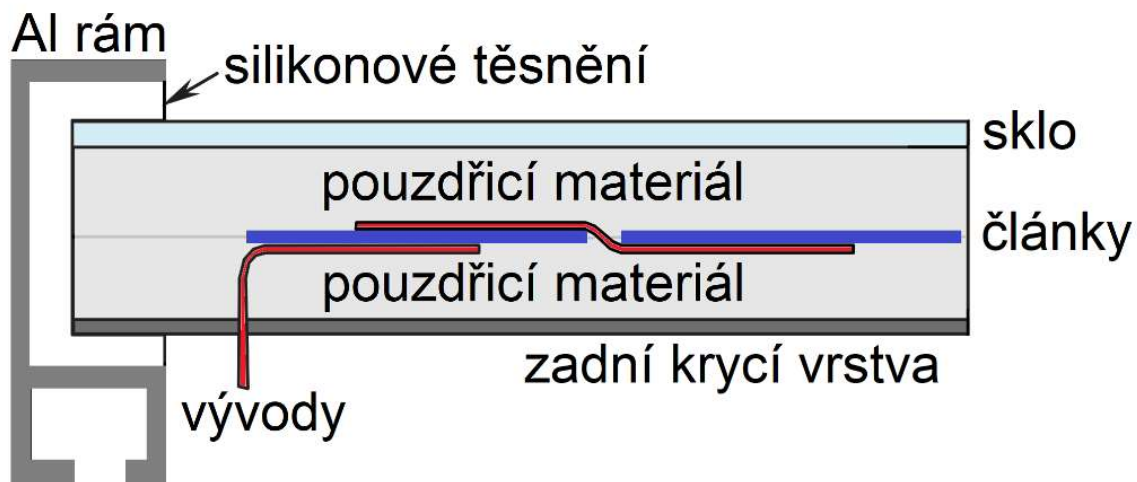 Al rám
silikonové těsnění
sklo
pouzdřicí materiál
články
pouzdřicí materiál
zadní krycí vrstva
vývody